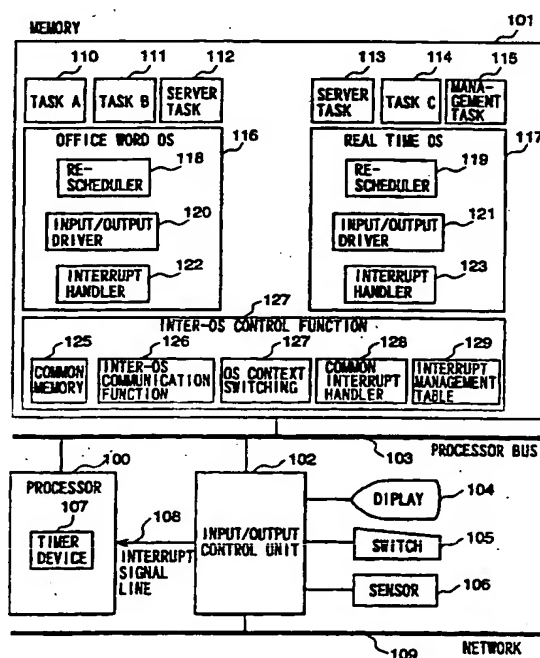 MEMORY
101
110 111 112 113 114 115
TASK A TASK B SERVER TASK SERVER TASK TASK C MANA-GEMENT TASK
OFFICE WORD OS 116 REAL TIME OS 117
118 119
RE-SCHEDULER RE-SCHEDULER
120 121
INPUT/OUTPUT DRIVER INPUT/OUTPUT DRIVER
122 123
INTERRUPT HANDLER INTERRUPT HANDLER
127
INTER-OS CONTROL FUNCTION
125 126 127 128 129
COMMON MEMORY INTER-OS COMMUNICATION FUNCTION OS CONTEXT SWITCHING COMMON INTERRUPT HANDLER INTERRUPT MANAGEMENT TABLE
100 102 103
PROCESSOR BUS
PROCESSOR
107
TIMER DEVICE
108
INTERRUPT SIGNAL LINE
INPUT/OUTPUT CONTROL UNIT
DIPLAY 104
SWITCH 105
SENSOR 106
109 NETWORK